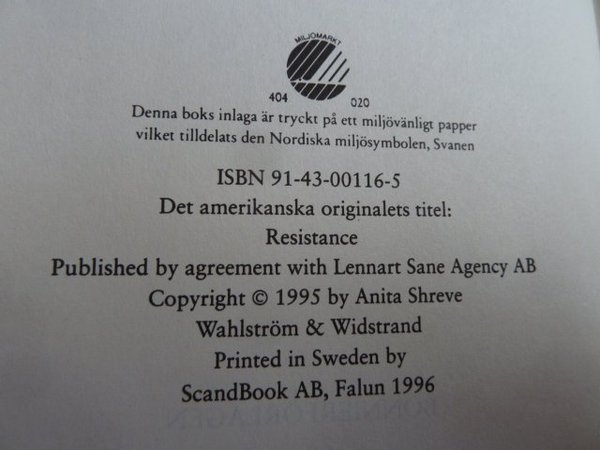 MILJÖMÄRKT
404 020
Denna boks inlaga är tryckt på ett miljövänligt papper
vilket tilldelats den Nordiska miljösymbolen, Svanen
ISBN 91-43-00116-5
Det amerikanska originalets titel:
Resistance
Published by agreement with Lennart Sane Agency AB
Copyright © 1995 by Anita Shreve
Wahlström & Widstrand
Printed in Sweden by
ScandBook AB, Falun 1996